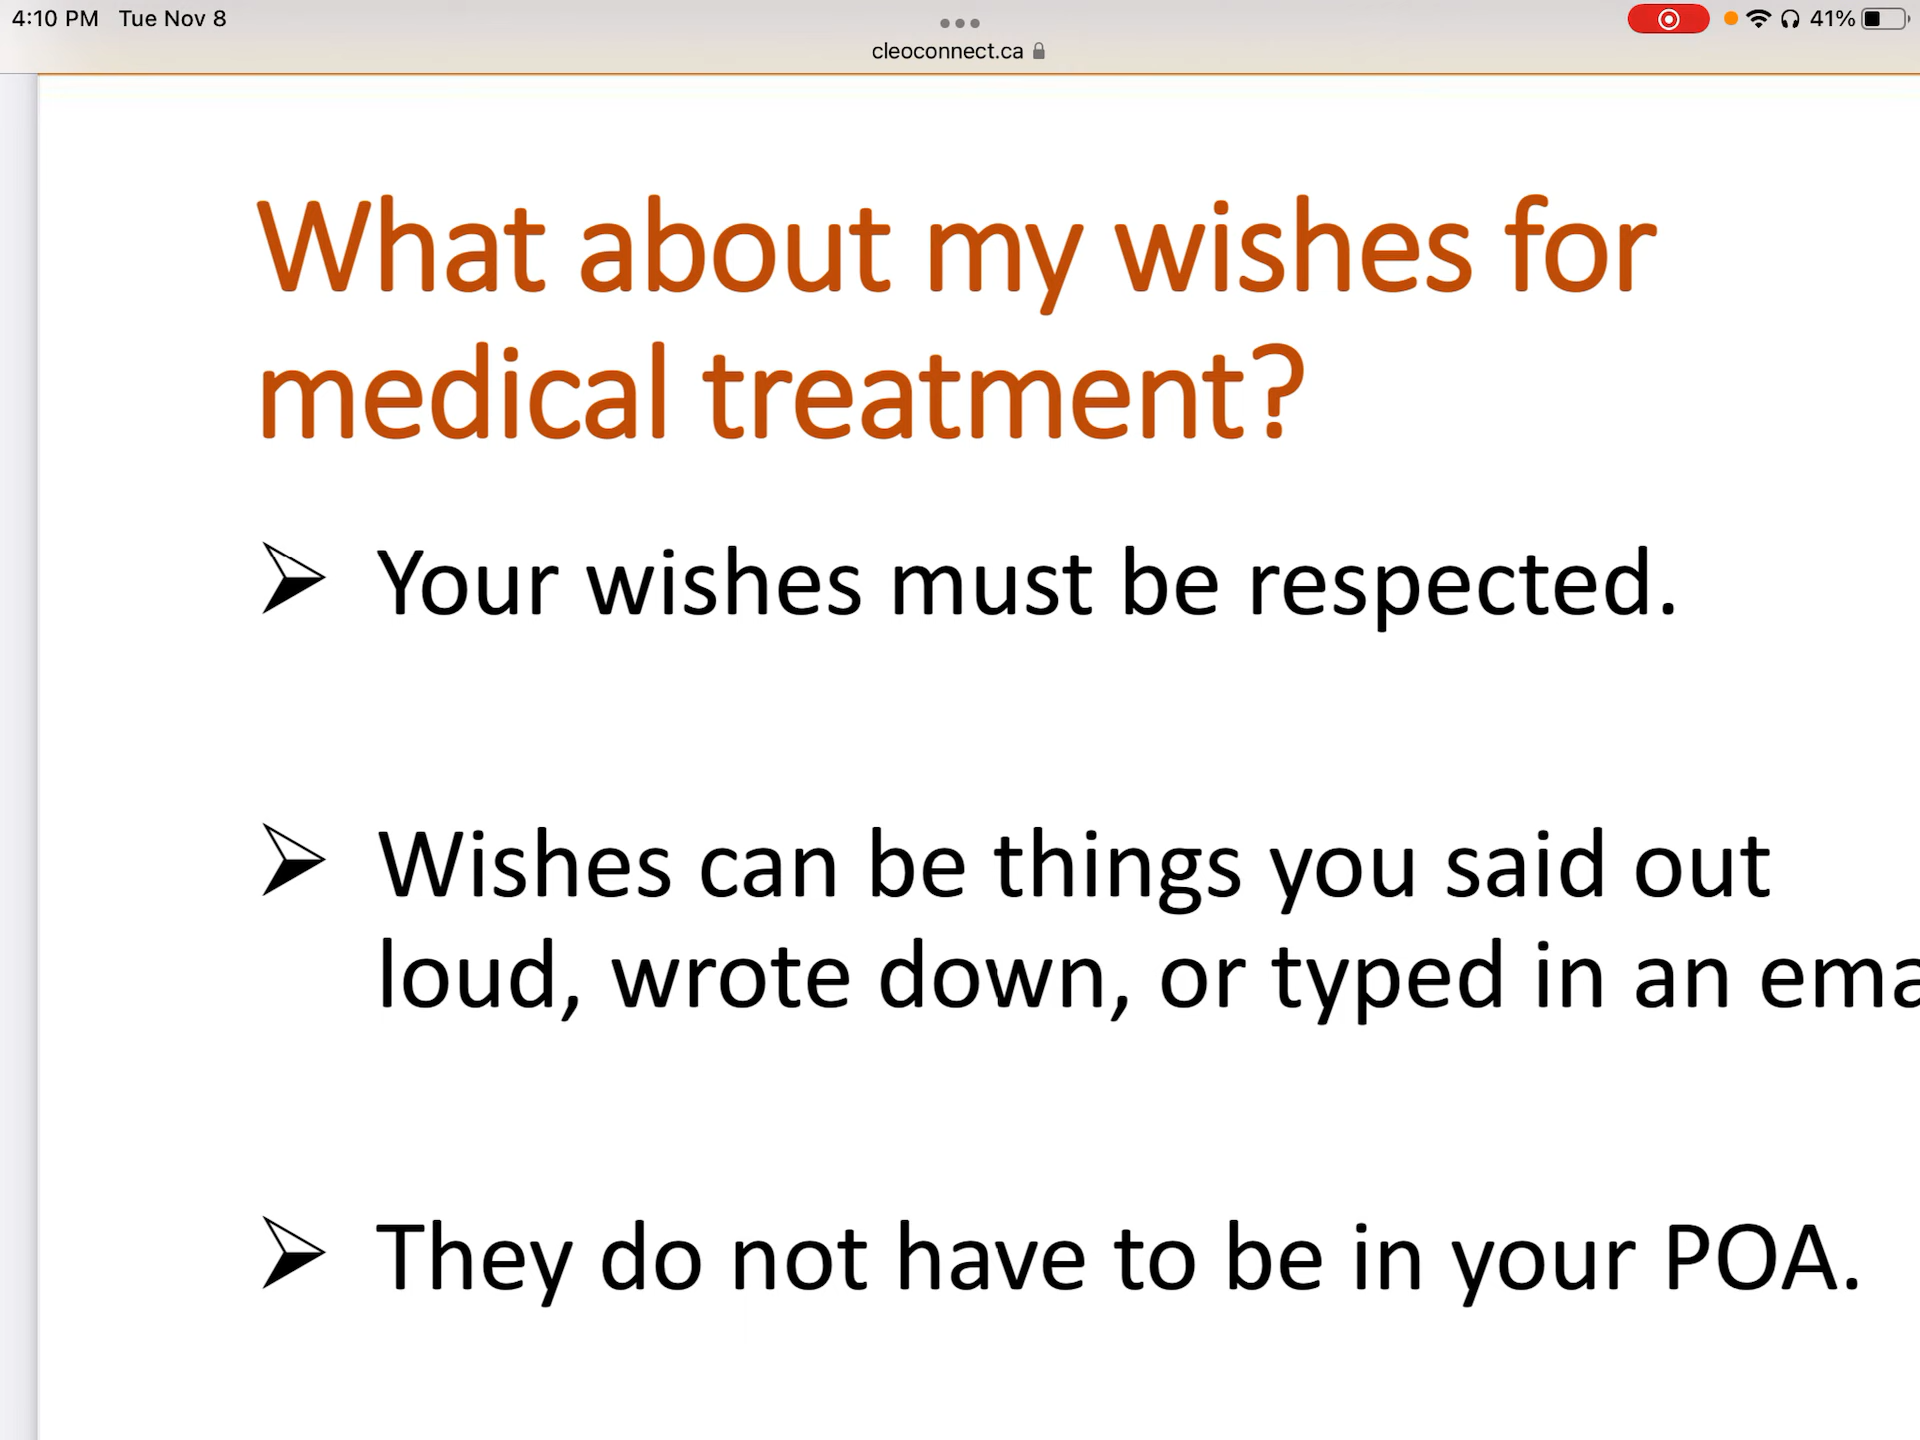 4:10 PM Tue Nov 8
41%
cleoconnect.ca
What about my wishes for
medical treatment?
Your wishes must be respected.
Wishes can be things you said out
loud, wrote down, or typed in an
They do not have to be in your POA.